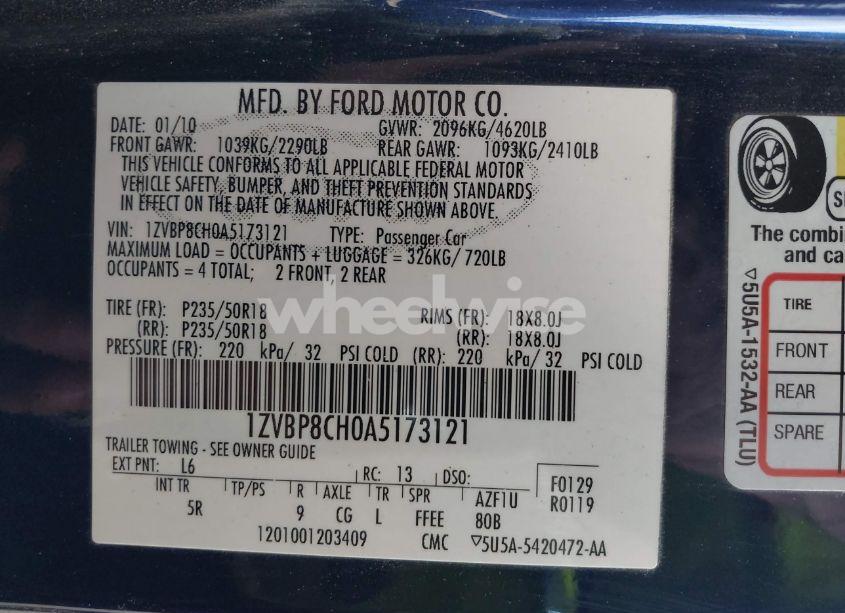 MFD. BY FORD MOTOR CO.
DATE: 01/10 GVWR: 2096KG/4620LB
FRONT GAWR: 1039KG/2290LB REAR GAWR: 1093KG/2410LB
THIS VEHICLE CONFORMS TO ALL APPLICABLE FEDERAL MOTOR
VEHICLE SAFETY, BUMPER, AND THEFT PREVENTION STANDARDS
IN EFFECT ON THE DATE OF MANUFACTURE SHOWN ABOVE.
VIN: 1ZVBP8CH0A5173121 TYPE: Passenger Car
MAXIMUM LOAD = OCCUPANTS + LUGGAGE = 326KG/ 720LB
OCCUPANTS = 4 TOTAL; 2 FRONT, 2 REAR
wheelwise
TIRE (FR): P235/50R18 RIMS (FR): 18X8.0J
(RR): P235/50R18 (RR): 18X8.0J
PRESSURE (FR): 220 kPa/ 32 PSI COLD (RR): 220 kPa/ 32 PSI COLD
1ZVBP8CH0A5173121
TRAILER TOWING - SEE OWNER GUIDE
EXT PNT: L6 RC: 13 DSO: F0129
INT TR TP/PS R AXLE TR SPR AZF1U R0119
5R 9 CG L FFEE 80B
1201001203409 CMC ▽5U5A-5420472-AA
The combi
and ca
▽5U5A-1532-AA (TLU)
TIRE
FRONT
REAR
SPARE